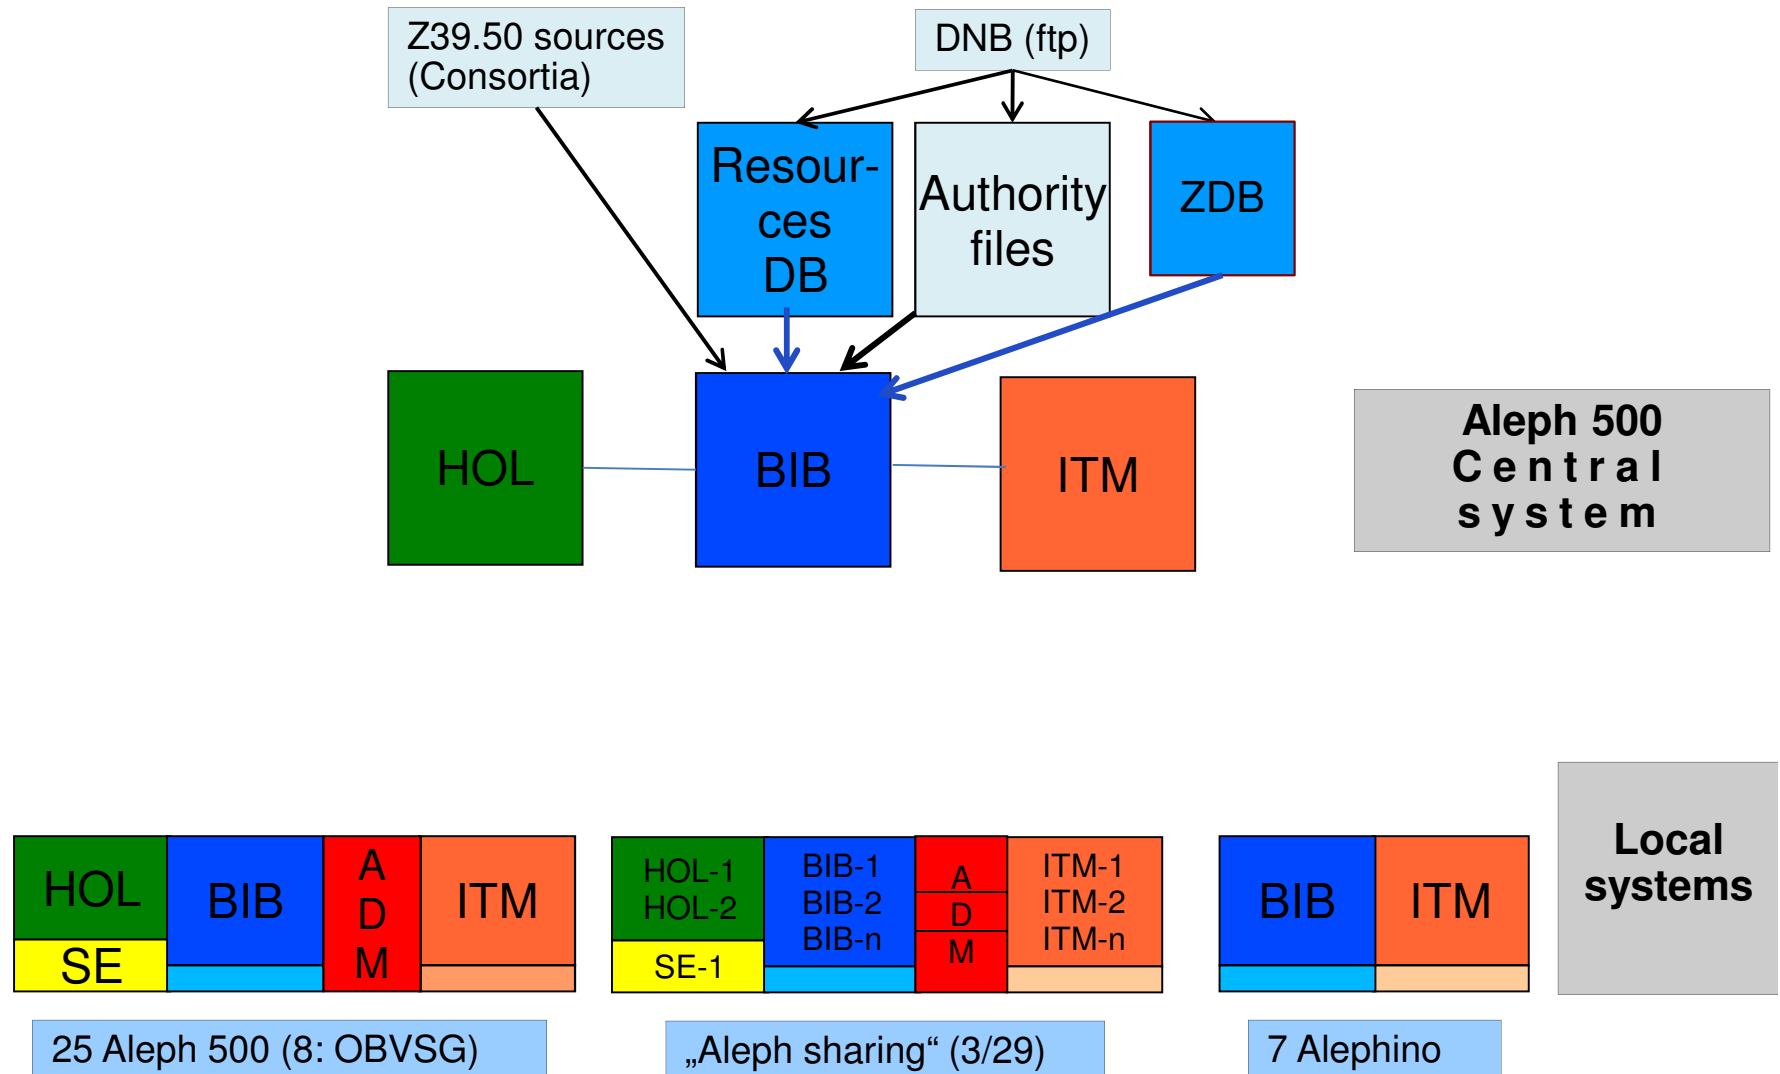 Z39.50 sources
(Consortia)
DNB (ftp)
Resour-
ces
DB
Authority
files
ZDB
HOL
BIB
ITM
Aleph 500
C e n t r a l
s y s t e m
HOL
SE
BIB
A
D
M
ITM
HOL-1
HOL-2
SE-1
BIB-1
BIB-2
BIB-n
A
D
M
ITM-1
ITM-2
ITM-n
BIB
ITM
Local
systems
25 Aleph 500 (8: OBVSG)
„Aleph sharing“ (3/29)
7 Alephino